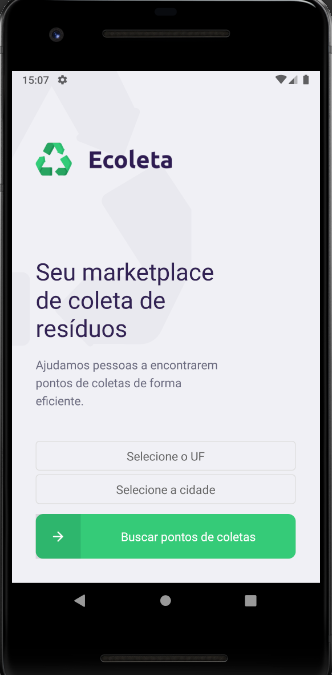 15:07
Ecoleta
Seu marketplace
de coleta de
resíduos
Ajudamos pessoas a encontrarem
pontos de coletas de forma
eficiente.
Selecione o UF
Selecione a cidade
Buscar pontos de coletas